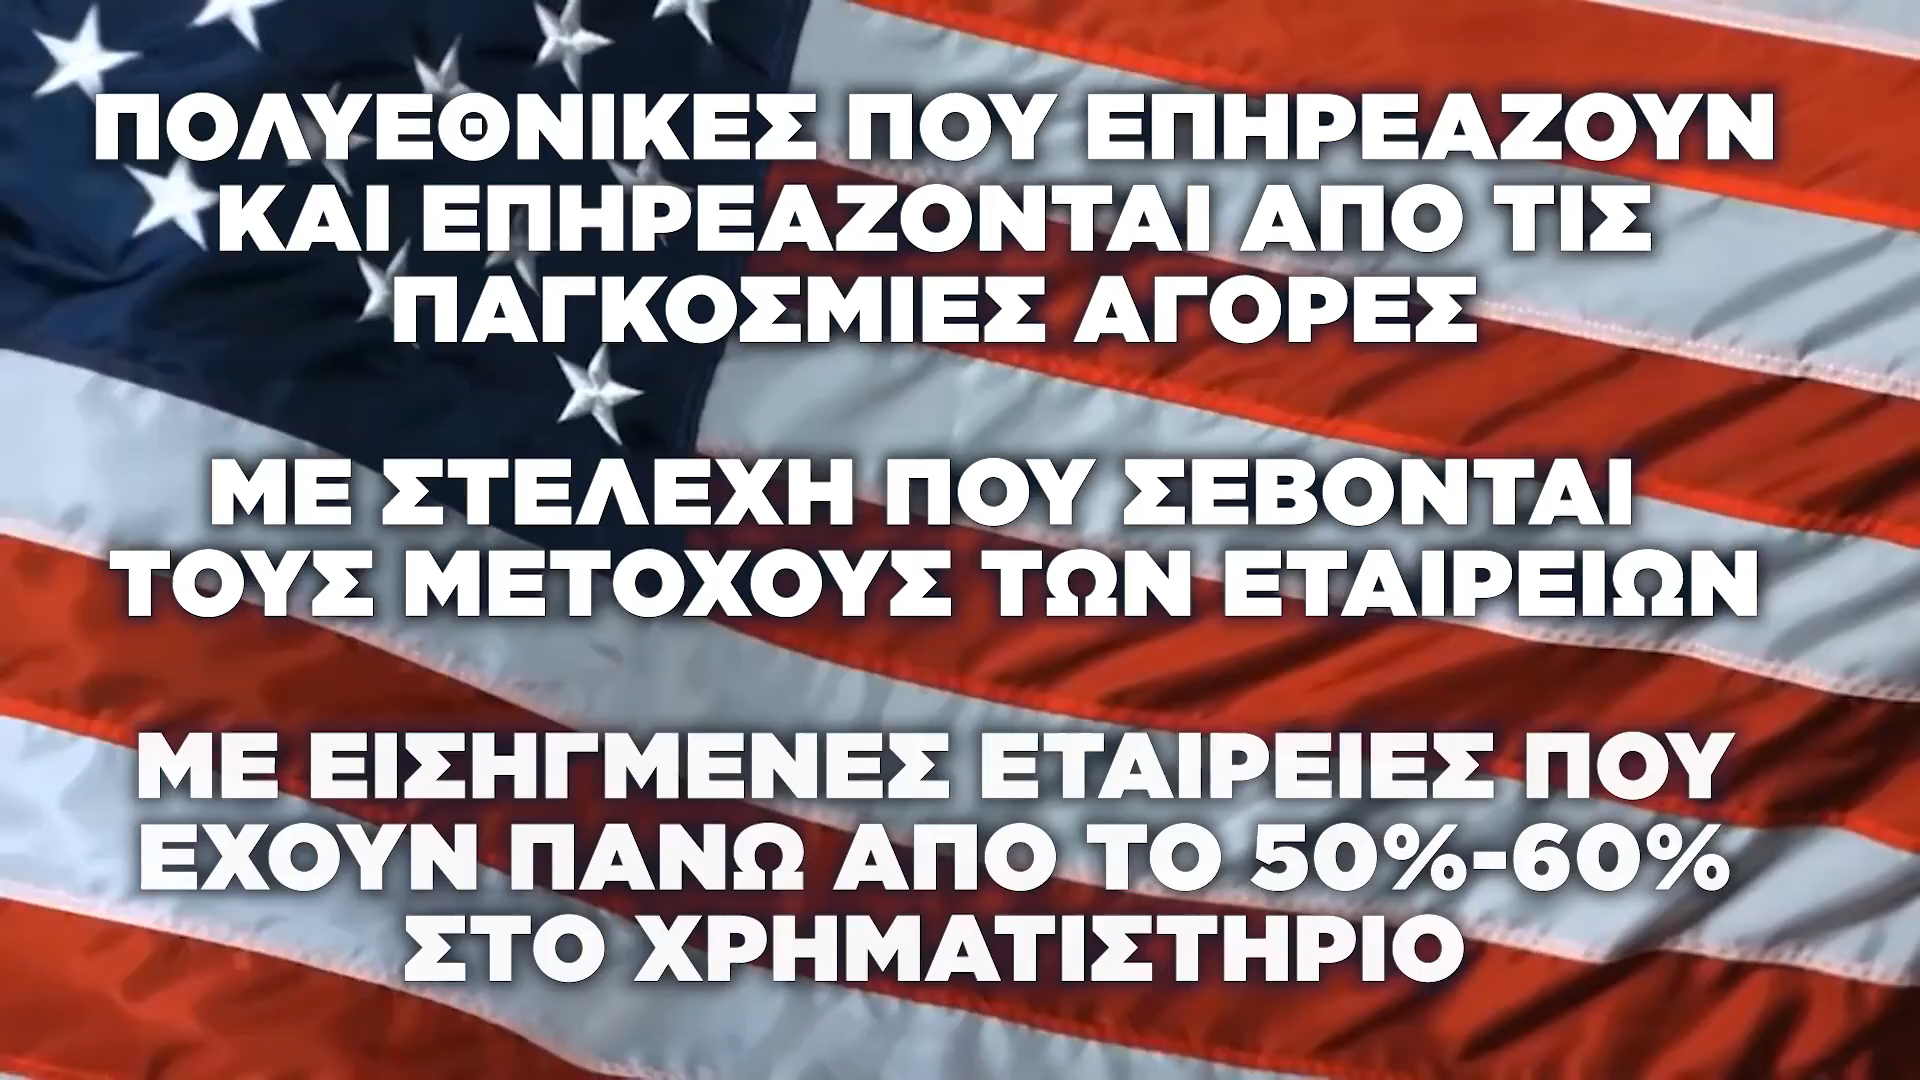 ΠΟΛΥΕΘΝΙΚΕΣ ΠΟΥ ΕΠΗΡΕΑΖΟΥΝ
ΚΑΙ ΕΠΗΡΕΑΖΟΝΤΑΙ ΑΠΟ ΤΙΣ
ΠΑΓΚΟΣΜΙΕΣ ΑΓΟΡΕΣ
ΜΕ ΣΤΕΛΕΧΗ ΠΟΥ ΣΕΒΟΝΤΑΙ
ΤΟΥΣ ΜΕΤΟΧΟΥΣ ΤΩΝ ΕΤΑΙΡΕΙΩΝ
ΜΕ ΕΙΣΗΓΜΕΝΕΣ ΕΤΑΙΡΕΙΕΣ ΠΟΥ
ΕΧΟΥΝ ΠΑΝΩ ΑΠΟ ΤΟ 50%-60%
ΣΤΟ ΧΡΗΜΑΤΙΣΤΗΡΙΟ